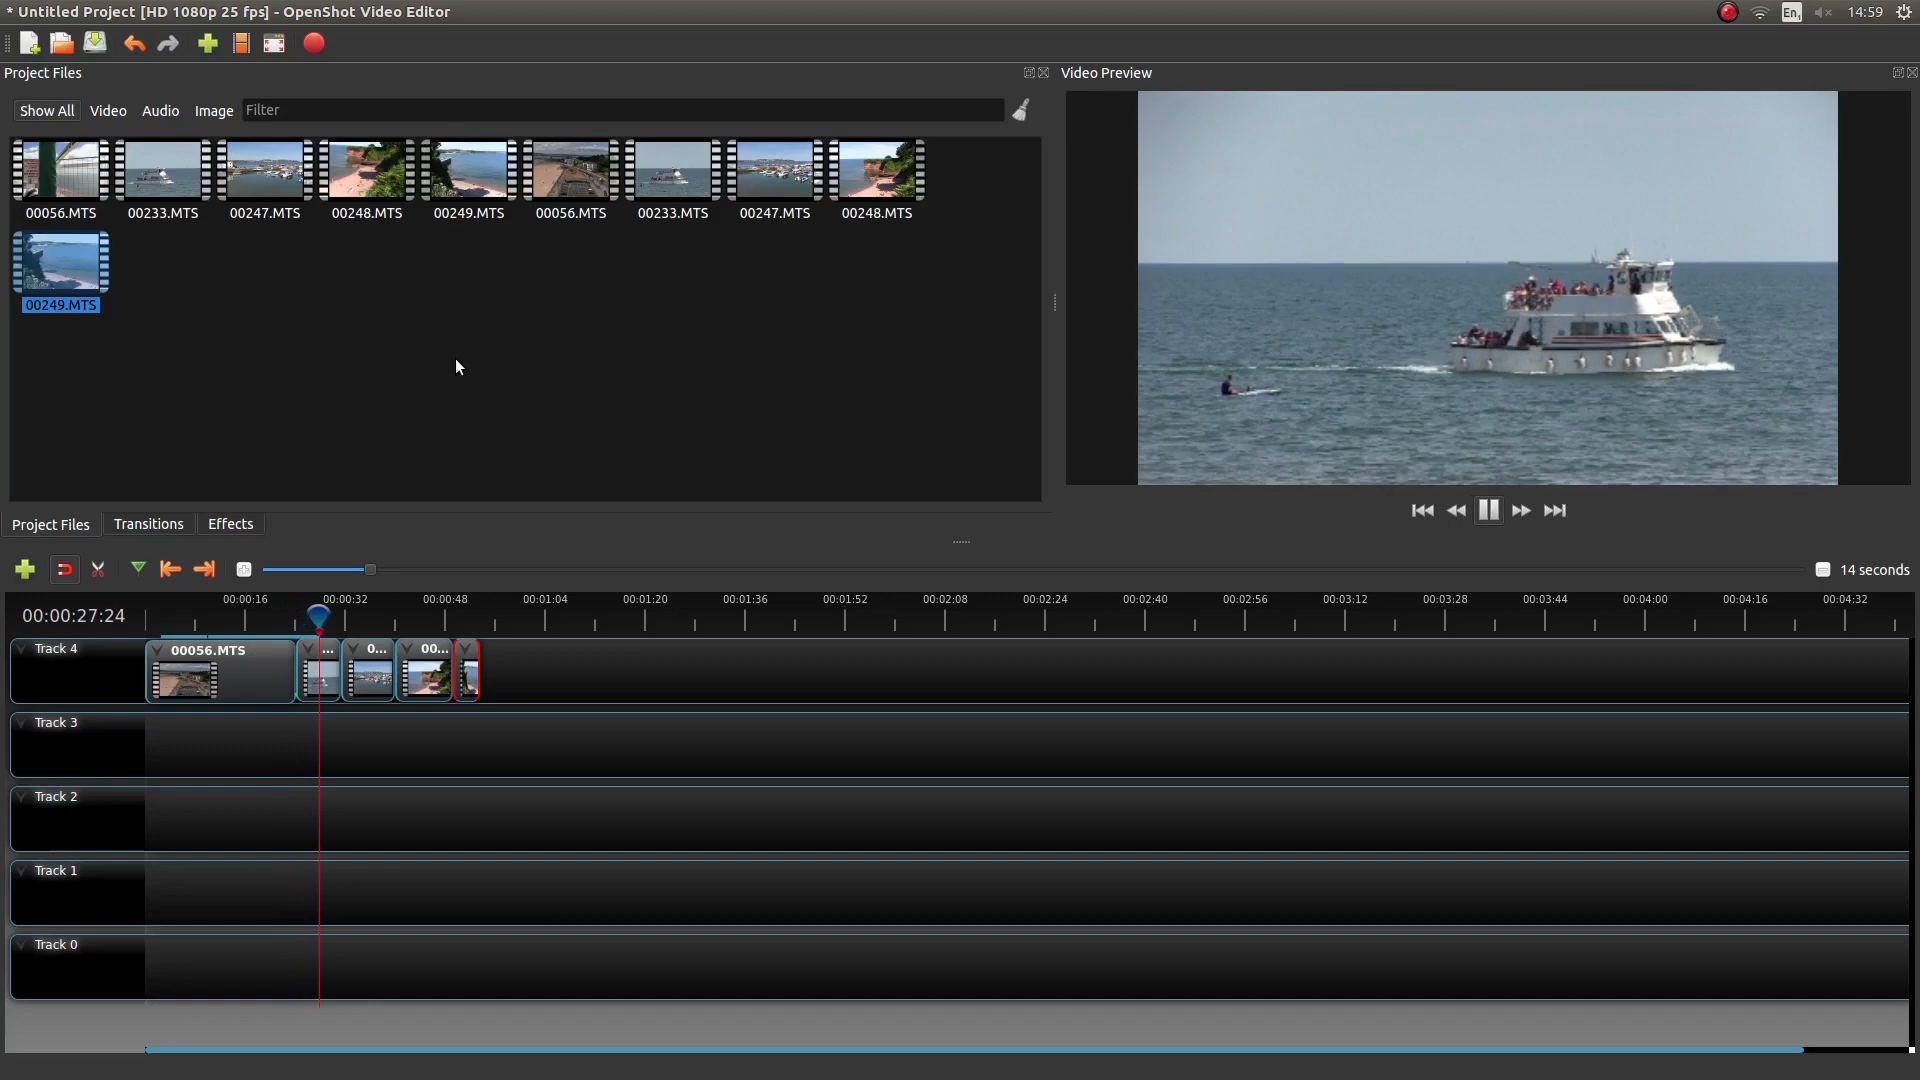 * Untitled Project [HD 1080p 25 fps] - OpenShot Video Editor
En1 14:59
Project Files
Video Preview
Show All Video Audio Image Filter
00056.MTS 00233.MTS 00247.MTS 00248.MTS 00249.MTS 00056.MTS 00233.MTS 00247.MTS 00248.MTS
00249.MTS
Project Files Transitions Effects
14 seconds
00:00:27:24
00:00:16 00:00:32 00:00:48 00:01:04 00:01:20 00:01:36 00:01:52 00:02:08 00:02:24 00:02:40 00:02:56 00:03:12 00:03:28 00:03:44 00:04:00 00:04:16 00:04:32
Track 4 00056.MTS ... 0... 00...
Track 3
Track 2
Track 1
Track 0